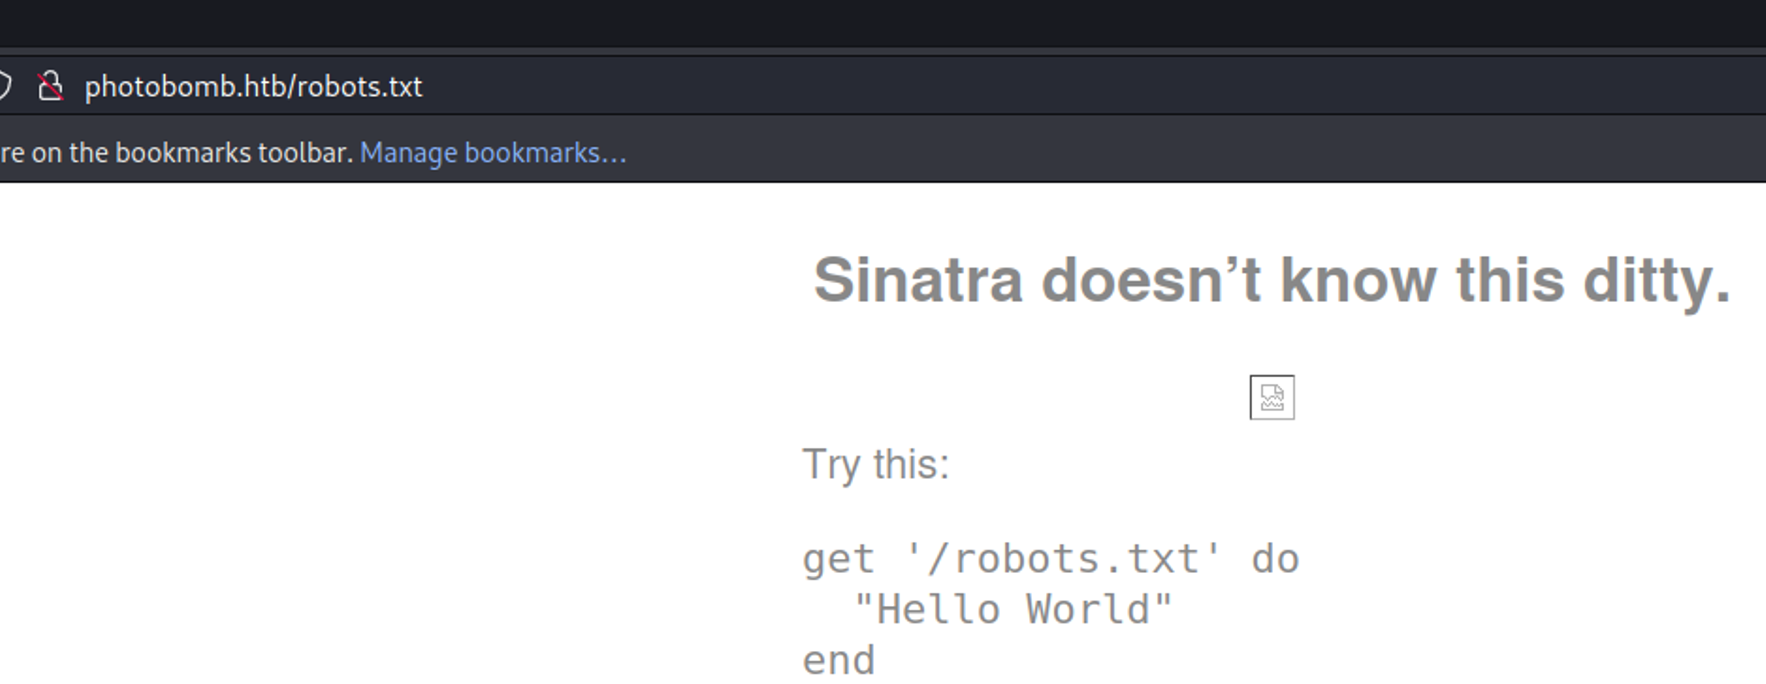 photobomb.htb/robots.txt
re on the bookmarks toolbar. Manage bookmarks...
Sinatra doesn’t know this ditty.
Try this:
get '/robots.txt' do
  "Hello World"
end